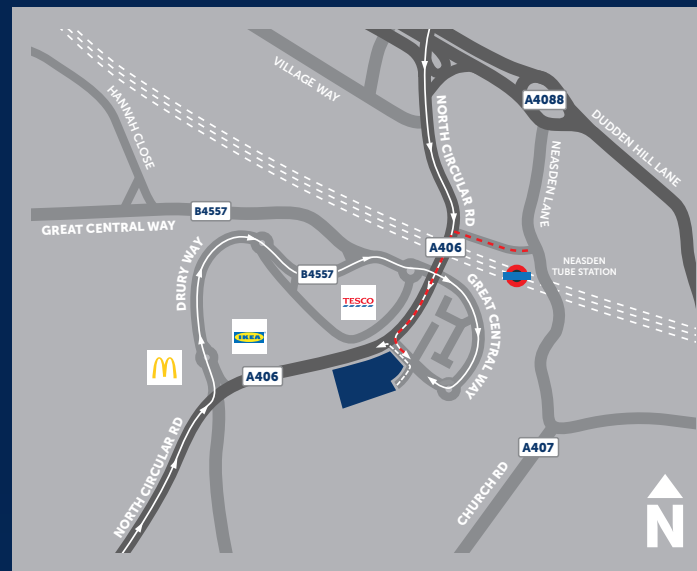 VILLAGE WAY
HANNAH CLOSE
NORTH CIRCULAR RD
A4088
DUDDEN HILL LANE
NEASDEN LANE
B4557
GREAT CENTRAL WAY
A406
NEASDEN
TUBE STATION
DRURY WAY
B4557
TESCO
GREAT CENTRAL WAY
IKEA
A406
NORTH CIRCULAR RD
A407
CHURCH RD
N